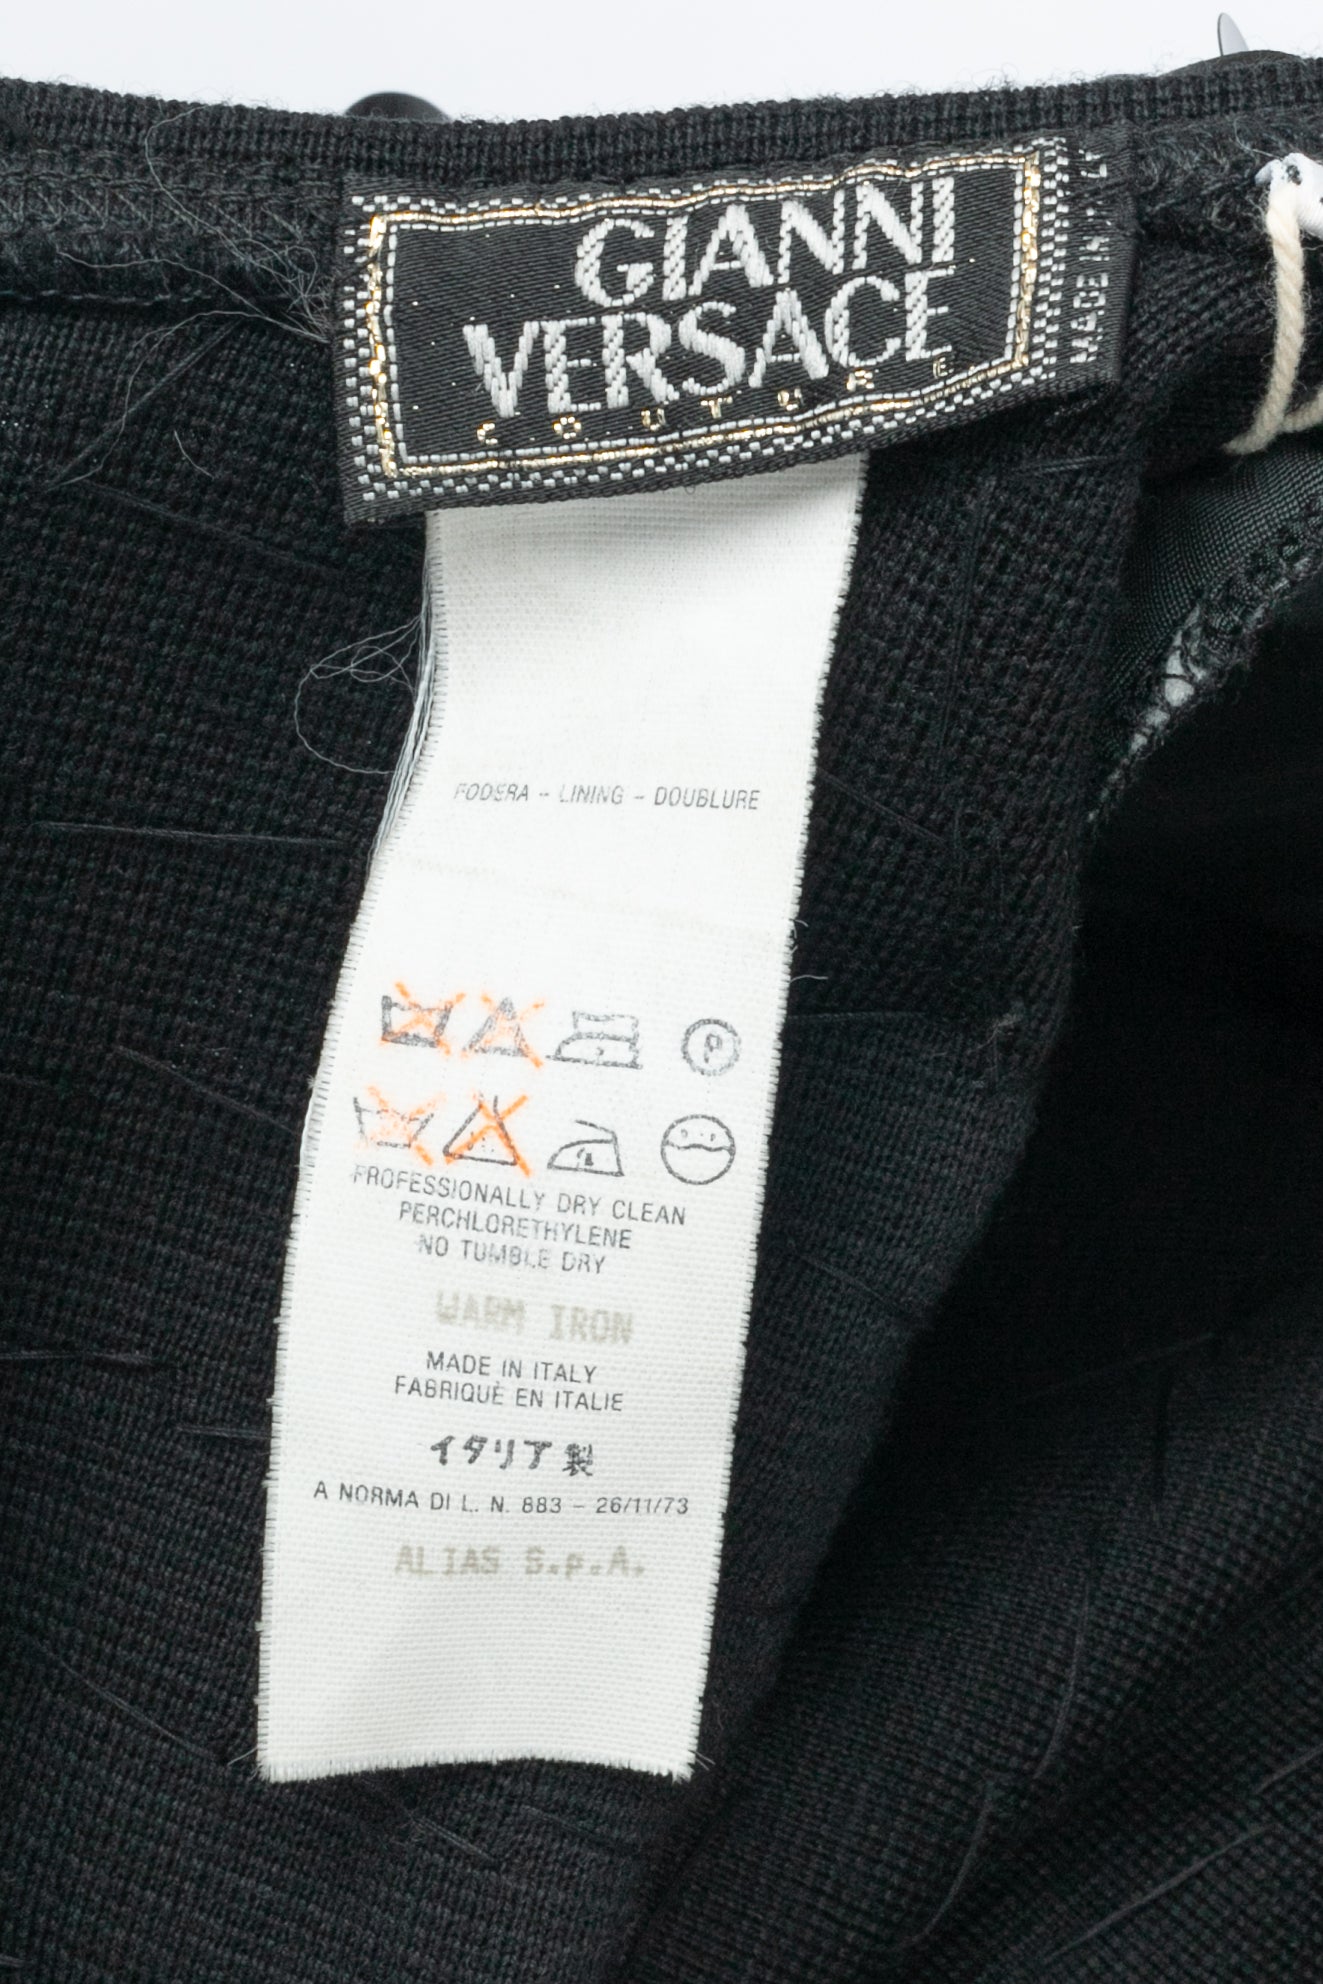 GIANNI
VERSACE
COUTURE
MADE IN ITALY
FODERA - LINING - DOUBLURE
P
PROFESSIONALLY DRY CLEAN
PERCHLORETHYLENE
NO TUMBLE DRY
WARM IRON
MADE IN ITALY
FABRIQUÈ EN ITALIE
イタリア製
A NORMA DI L. N. 883 - 26/11/73
ALIAS S.p.A.